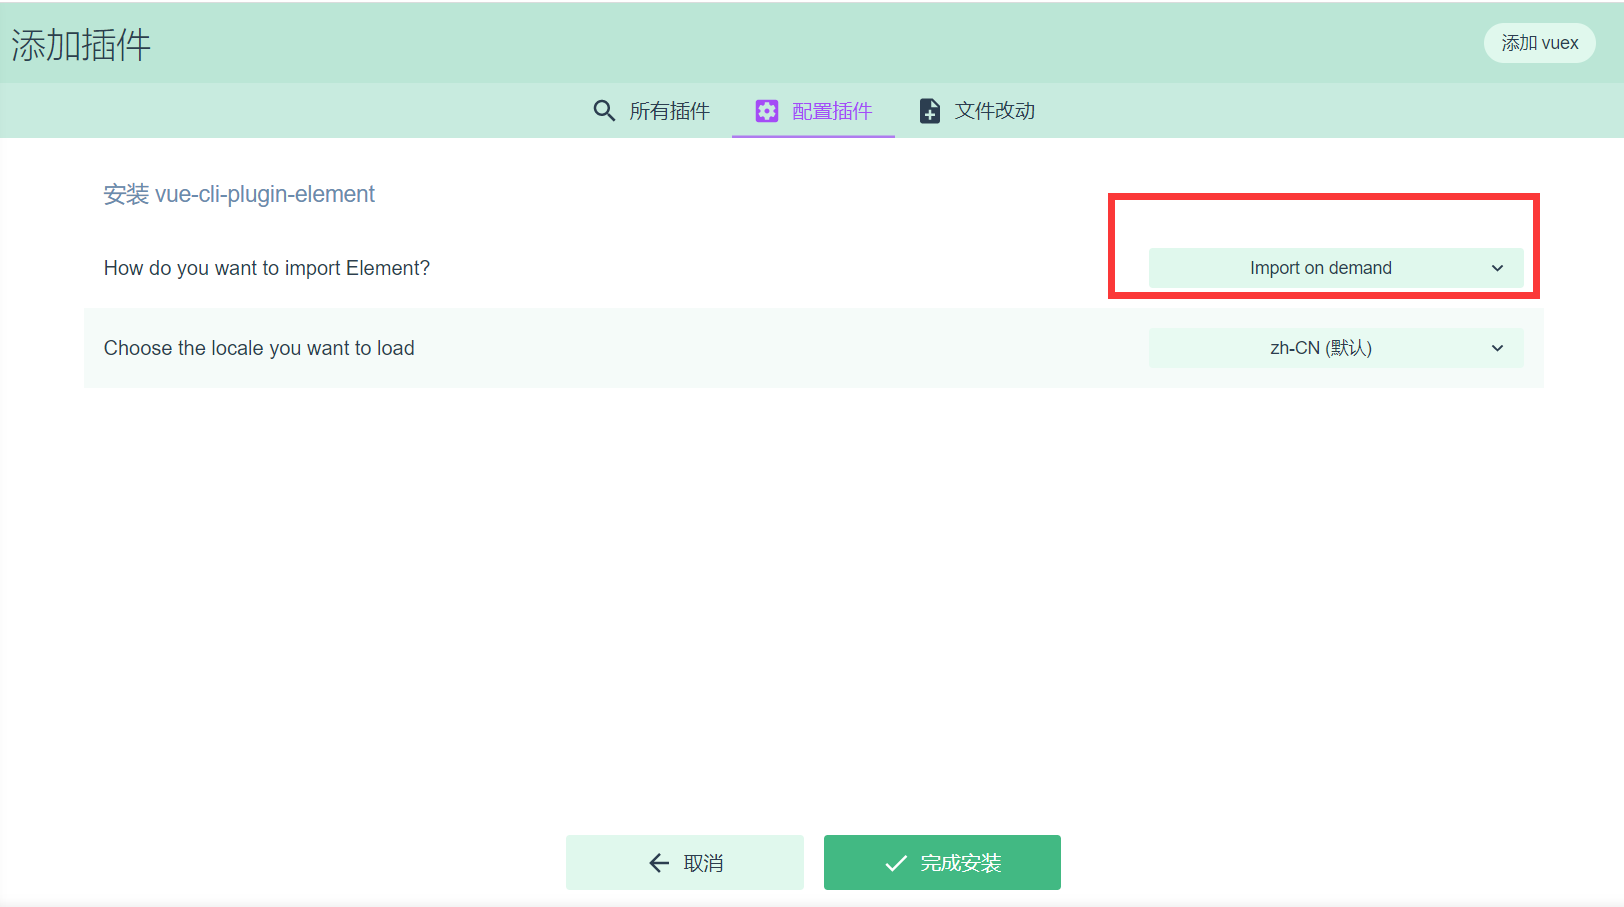 添加插件
添加 vuex
所有插件
配置插件
文件改动
安装 vue-cli-plugin-element
How do you want to import Element?
Import on demand
Choose the locale you want to load
zh-CN (默认)
取消
完成安装